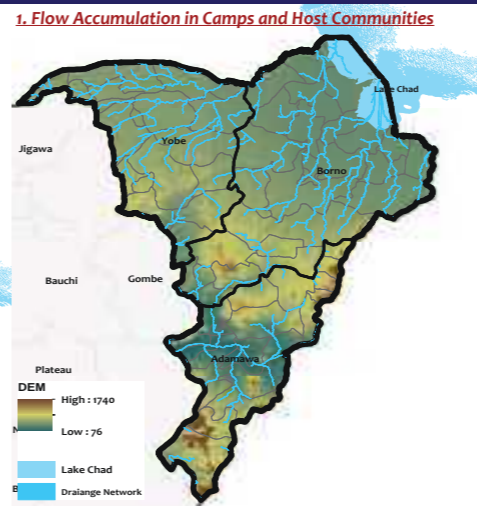 1. Flow Accumulation in Camps and Host Communities
Lake Chad
Jigawa
Yobe
Borno
Bauchi
Gombe
Adamawa
Plateau
DEM
High : 1740
Low : 76
Lake Chad
Draiange Network